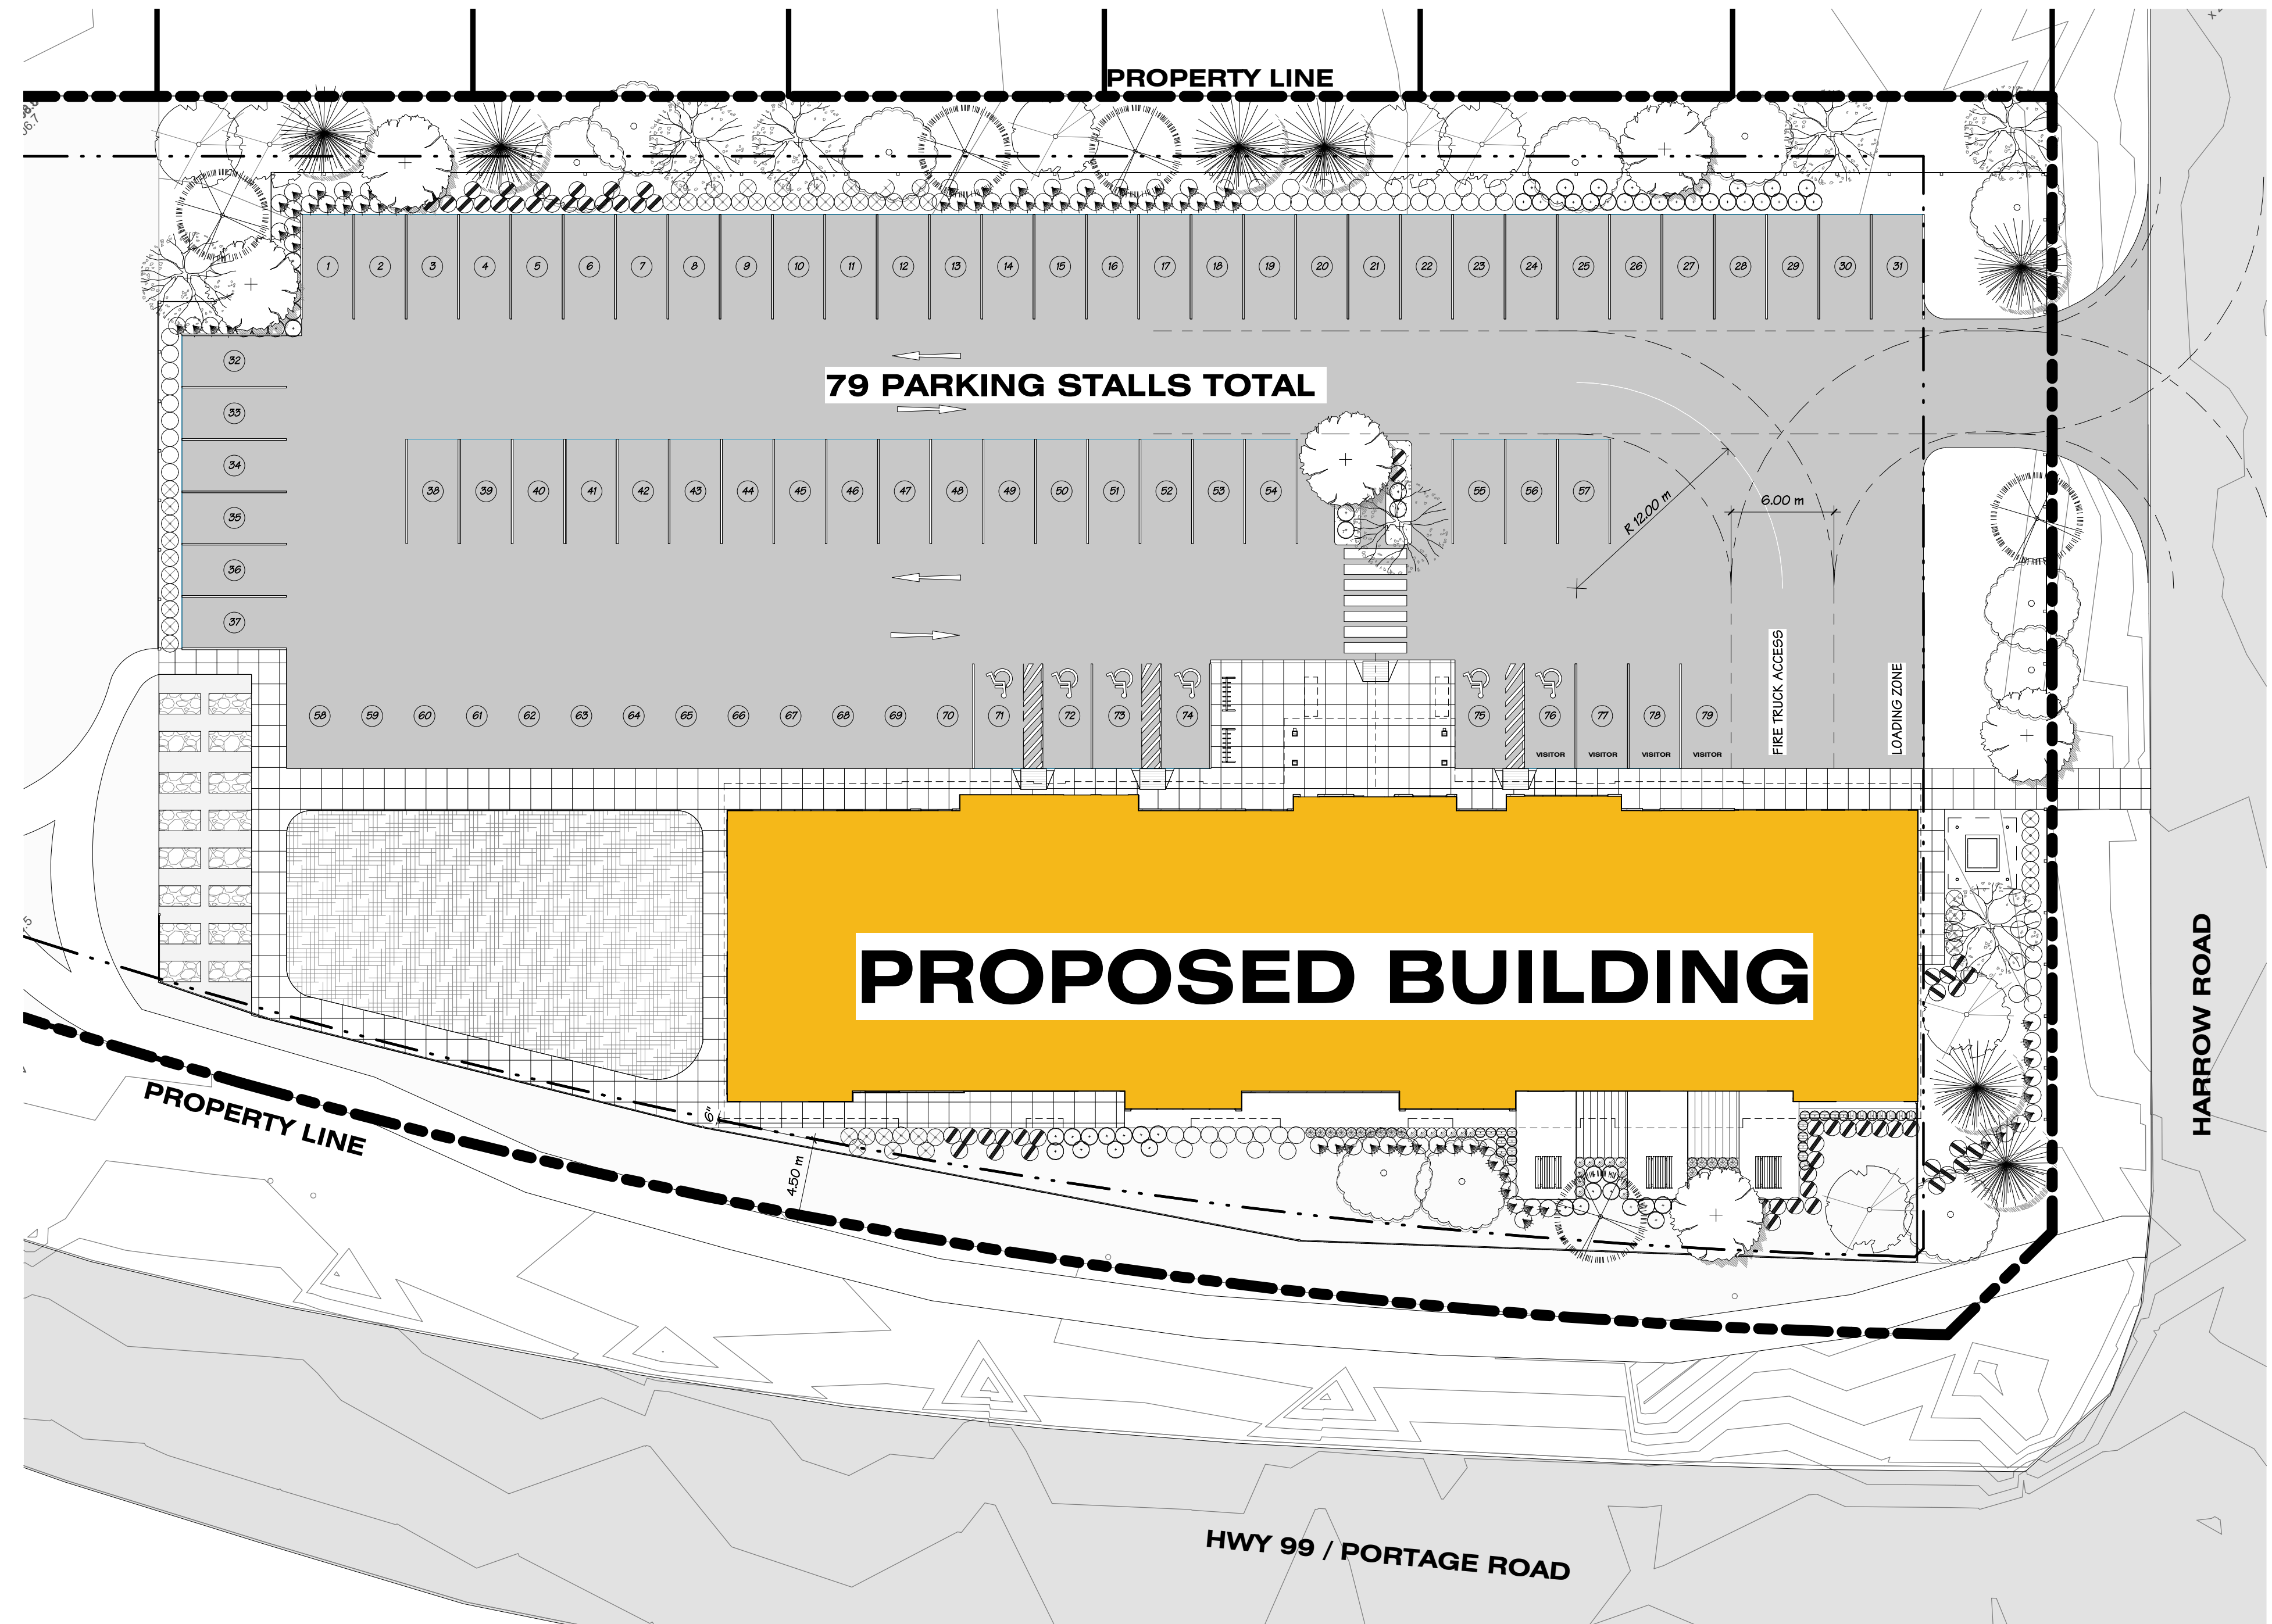 PROPERTY LINE
1 2 3 4 5 6 7 8 9 10 11 12 13 14 15 16 17 18 19 20 21 22 23 24 25 26 27 28 29 30 31
32
79 PARKING STALLS TOTAL
33
34
38 39 40 41 42 43 44 45 46 47 48 49 50 51 52 53 54 55 56 57
R 12.00 m
6.00 m
35
36
37
FIRE TRUCK ACCESS
LOADING ZONE
58 59 60 61 62 63 64 65 66 67 68 69 70 71 72 73 74 75 76 77 78 79
VISITOR VISITOR VISITOR VISITOR
PROPOSED BUILDING
HARROW ROAD
PROPERTY LINE
6"
4.50 m
HWY 99 / PORTAGE ROAD